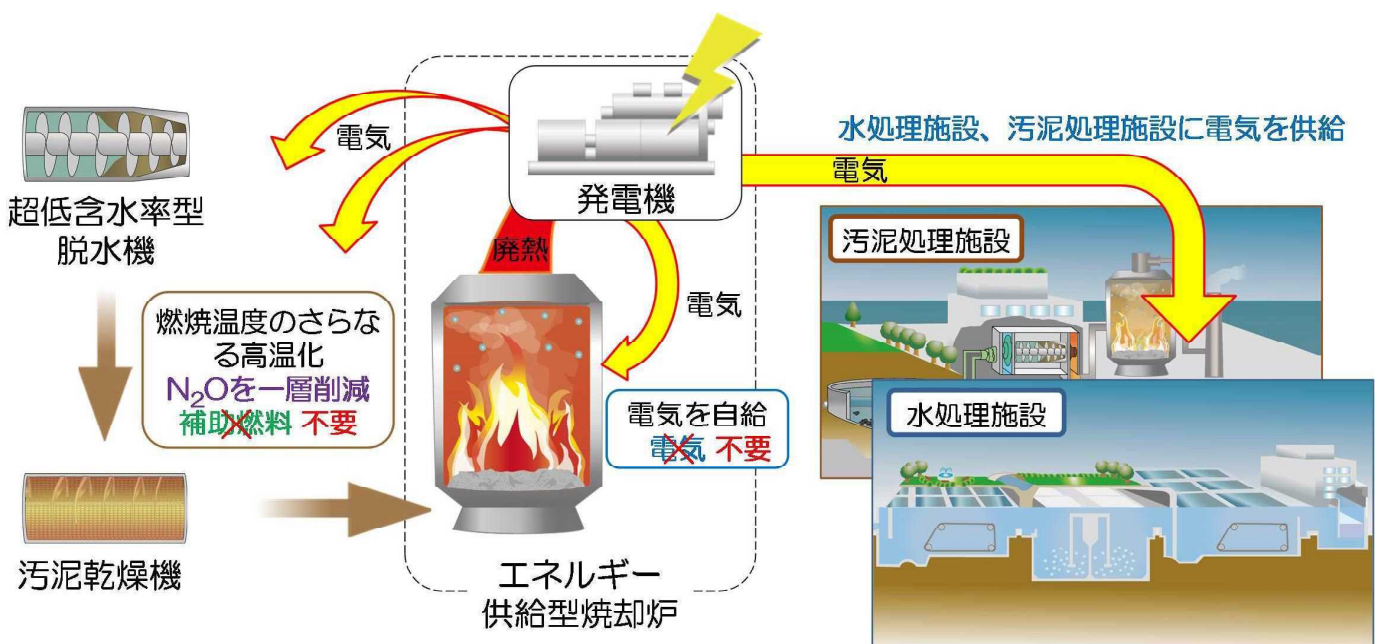 超低含水率型
脱水機
電気
発電機
廃熱
電気
水処理施設、汚泥処理施設に電気を供給
電気
汚泥処理施設
水処理施設
燃焼温度のさらな
る高温化
N₂Oを一層削減
補助燃料 不要
電気を自給
電気 不要
汚泥乾燥機
エネルギー
供給型焼却炉